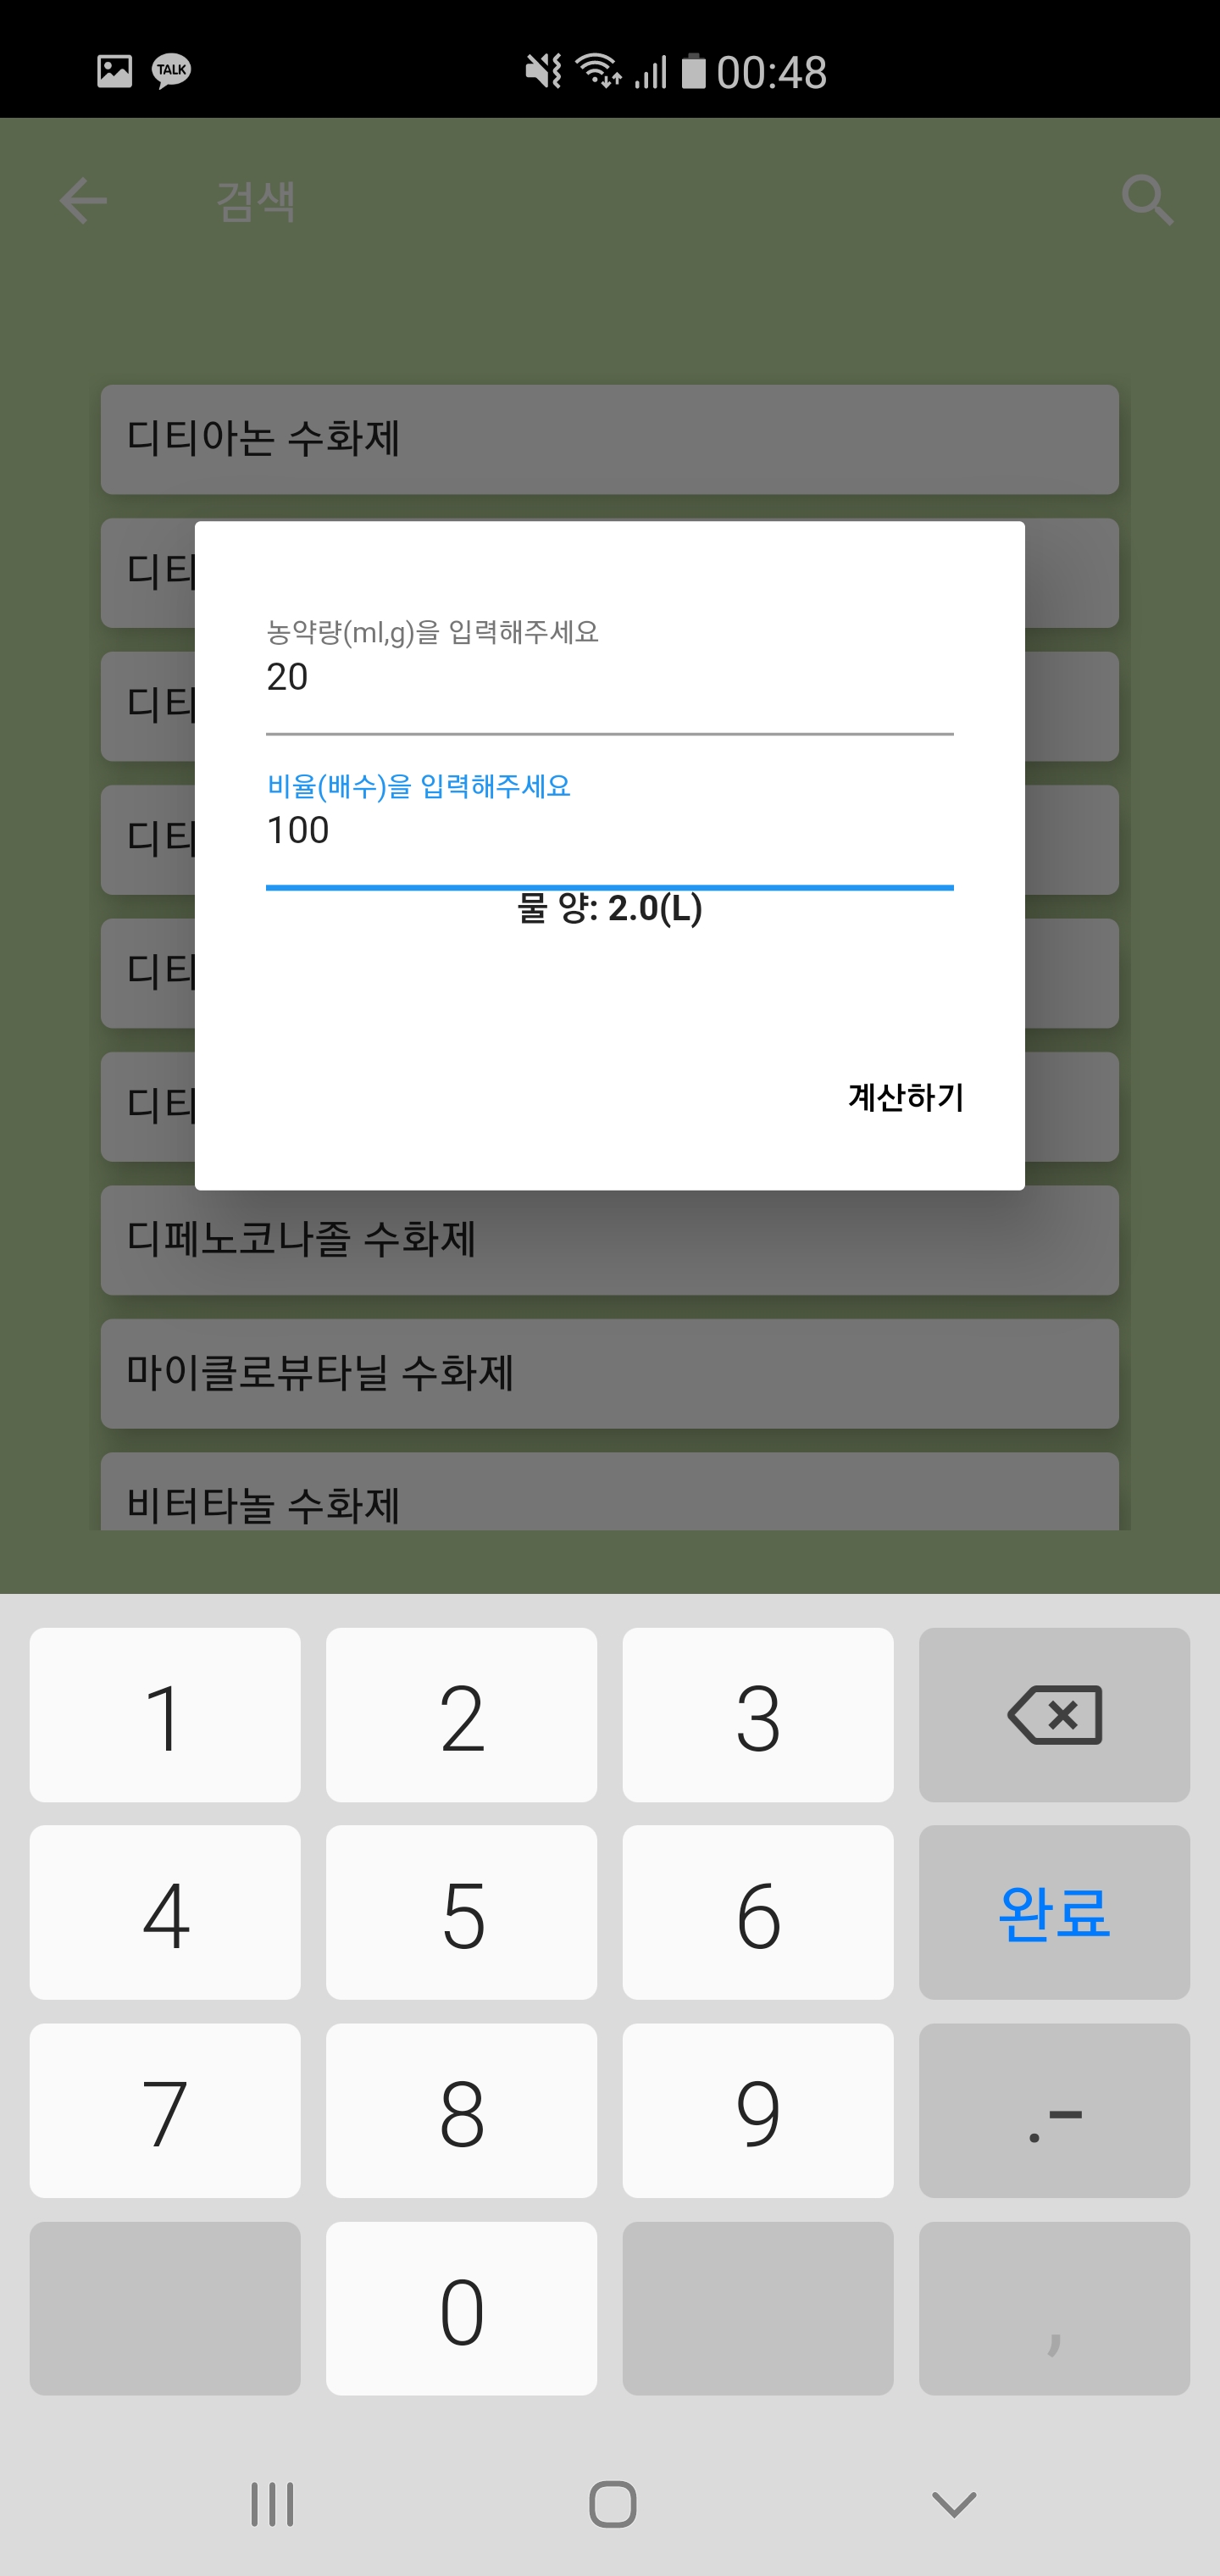 TALK
00:48
검색
디티아논 수화제
디티
농약량(ml,g)을 입력해주세요
20
디티
비율(배수)을 입력해주세요
디티
100
물 양: 2.0(L)
디티
디티
계산하기
디페노코나졸 수화제
마이클로뷰타닐 수화제
비터타놀 수화제
1 2 3
4 5 6 완료
7 8 9 .-
0 ,